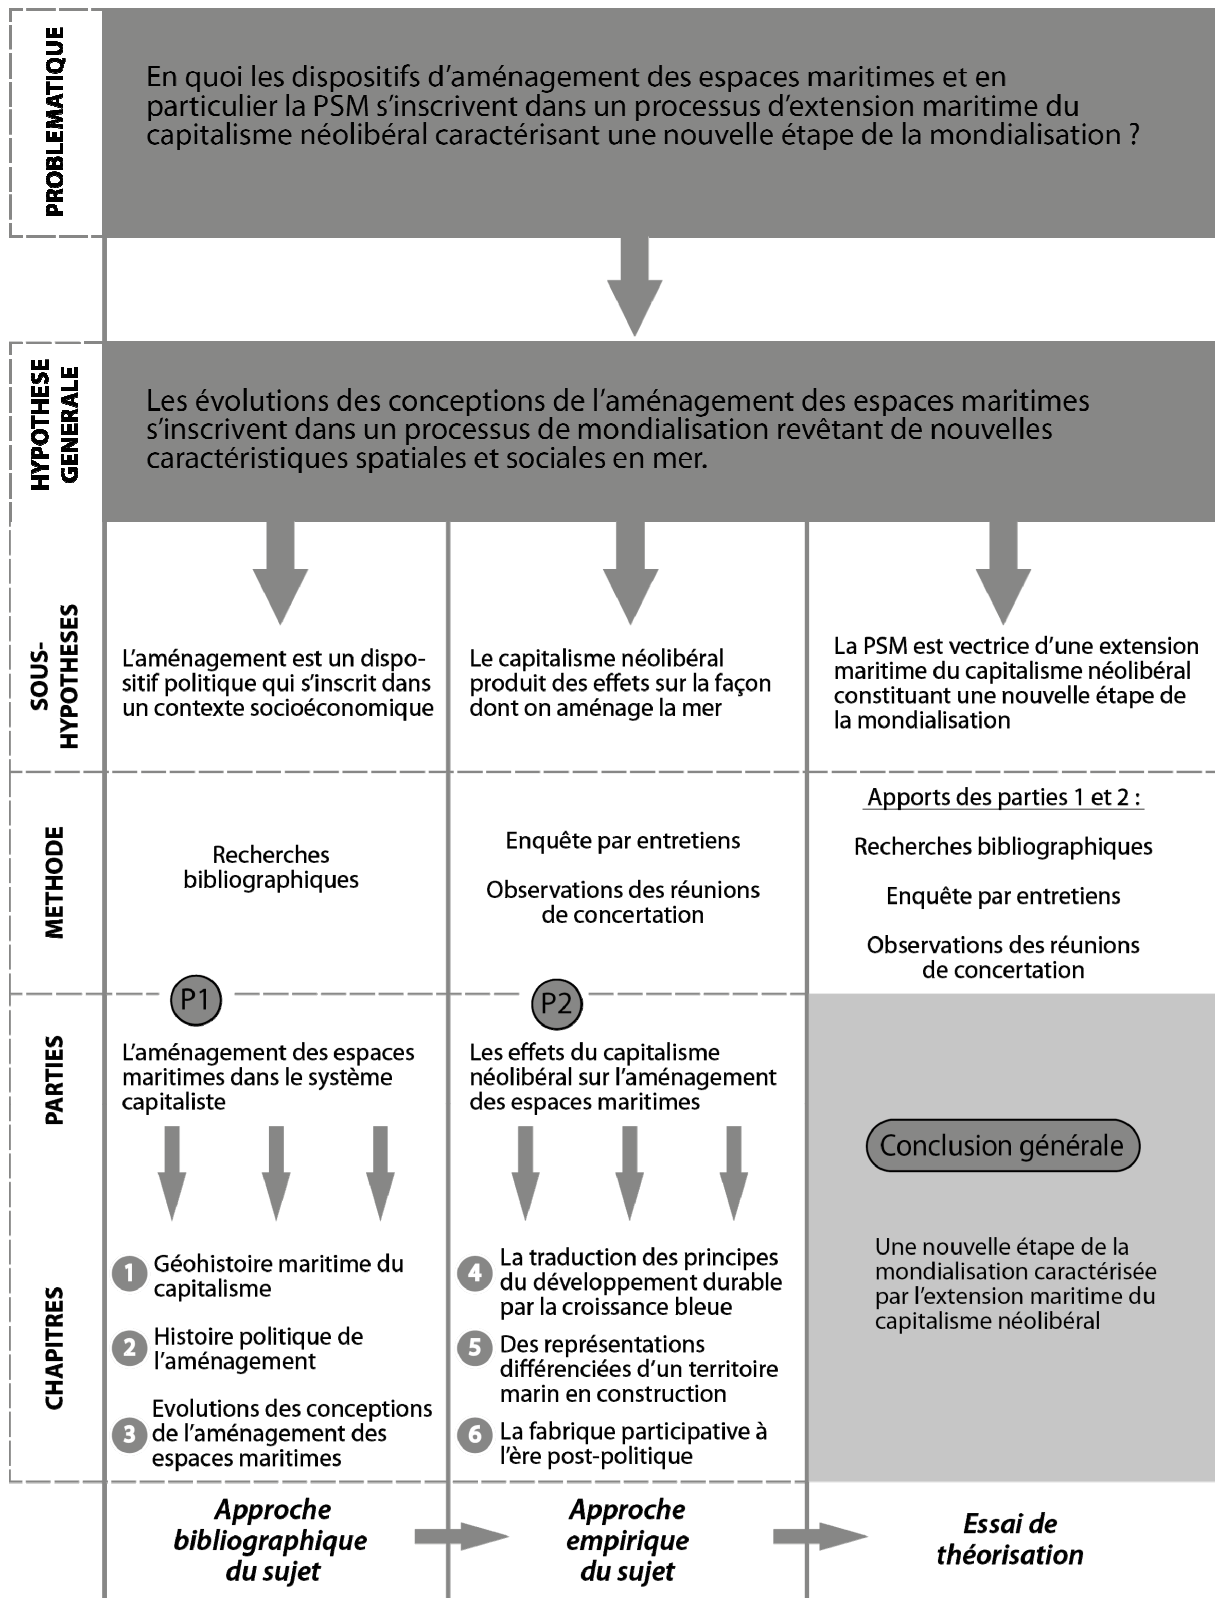 PROBLEMATIQUE
En quoi les dispositifs d'aménagement des espaces maritimes et en
particulier la PSM s'inscrivent dans un processus d'extension maritime du
capitalisme néolibéral caractérisant une nouvelle étape de la mondialisation ?
HYPOTHESE
GENERALE
Les évolutions des conceptions de l'aménagement des espaces maritimes
s'inscrivent dans un processus de mondialisation revêtant de nouvelles
caractéristiques spatiales et sociales en mer.
SOUS-
HYPOTHESES
L'aménagement est un dispo-
sitif politique qui s'inscrit dans
un contexte socioéconomique
Le capitalisme néolibéral
produit des effets sur la façon
dont on aménage la mer
La PSM est vectrice d'une extension
maritime du capitalisme néolibéral
constituant une nouvelle étape de
la mondialisation
METHODE
Recherches
bibliographiques
Enquête par entretiens
Observations des réunions
de concertation
Apports des parties 1 et 2 :
Recherches bibliographiques
Enquête par entretiens
Observations des réunions
de concertation
PARTIES
P1
L'aménagement des espaces
maritimes dans le système
capitaliste
P2
Les effets du capitalisme
néolibéral sur l'aménagement
des espaces maritimes
Conclusion générale
Une nouvelle étape de la
mondialisation caractérisée
par l'extension maritime du
capitalisme néolibéral
CHAPITRES
1 Géohistoire maritime du
capitalisme
2 Histoire politique de
l'aménagement
3 Evolutions des conceptions
de l'aménagement des
espaces maritimes
4 La traduction des principes
du développement durable
par la croissance bleue
5 Des représentations
différenciées d'un territoire
marin en construction
6 La fabrique participative à
l'ère post-politique
Approche
bibliographique
du sujet
Approche
empirique
du sujet
Essai de
théorisation